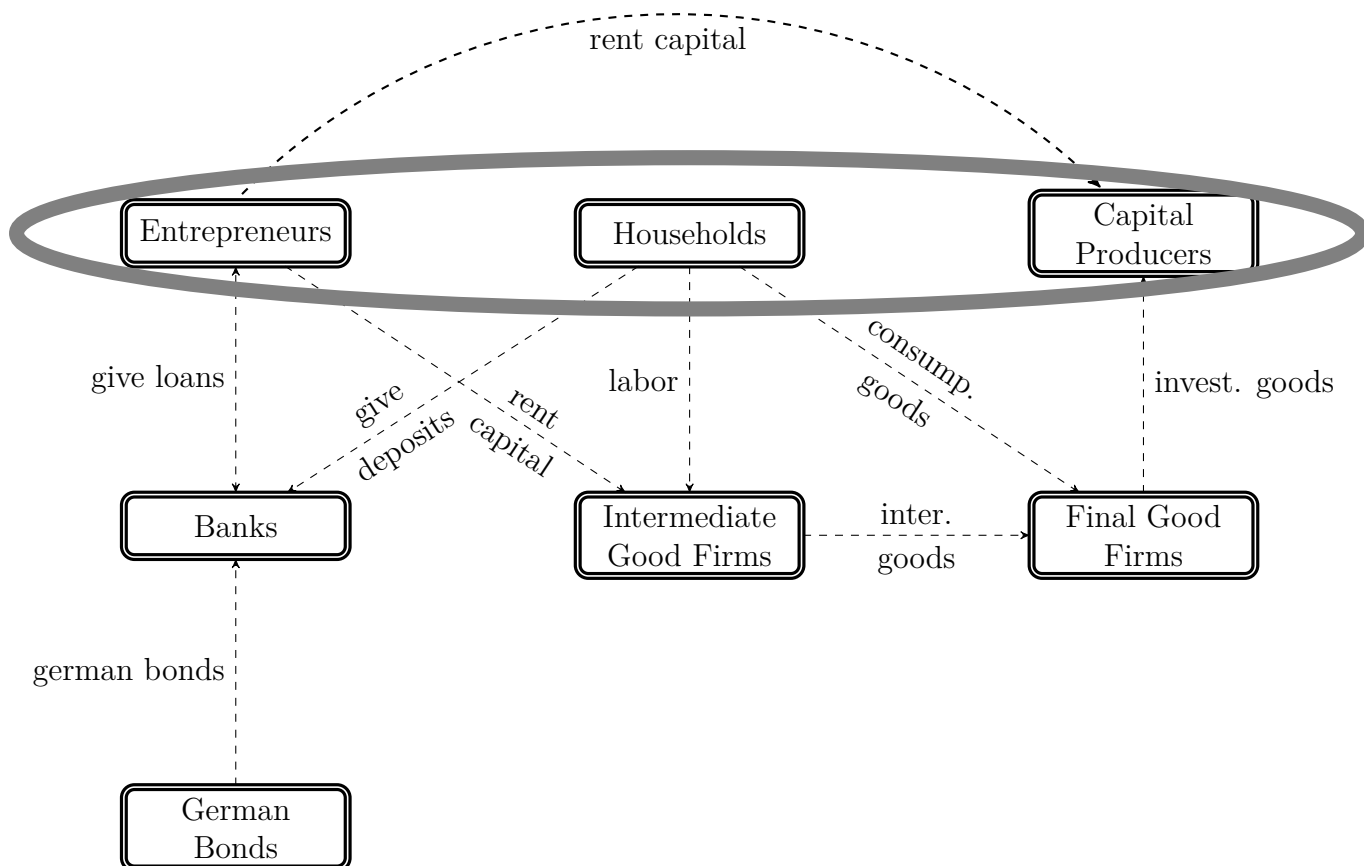 rent capital
Entrepreneurs
Households
Capital
Producers
give loans
give
deposits
rent
capital
labor
consump.
goods
invest. goods
Banks
Intermediate
Good Firms
inter.
goods
Final Good
Firms
german bonds
German
Bonds